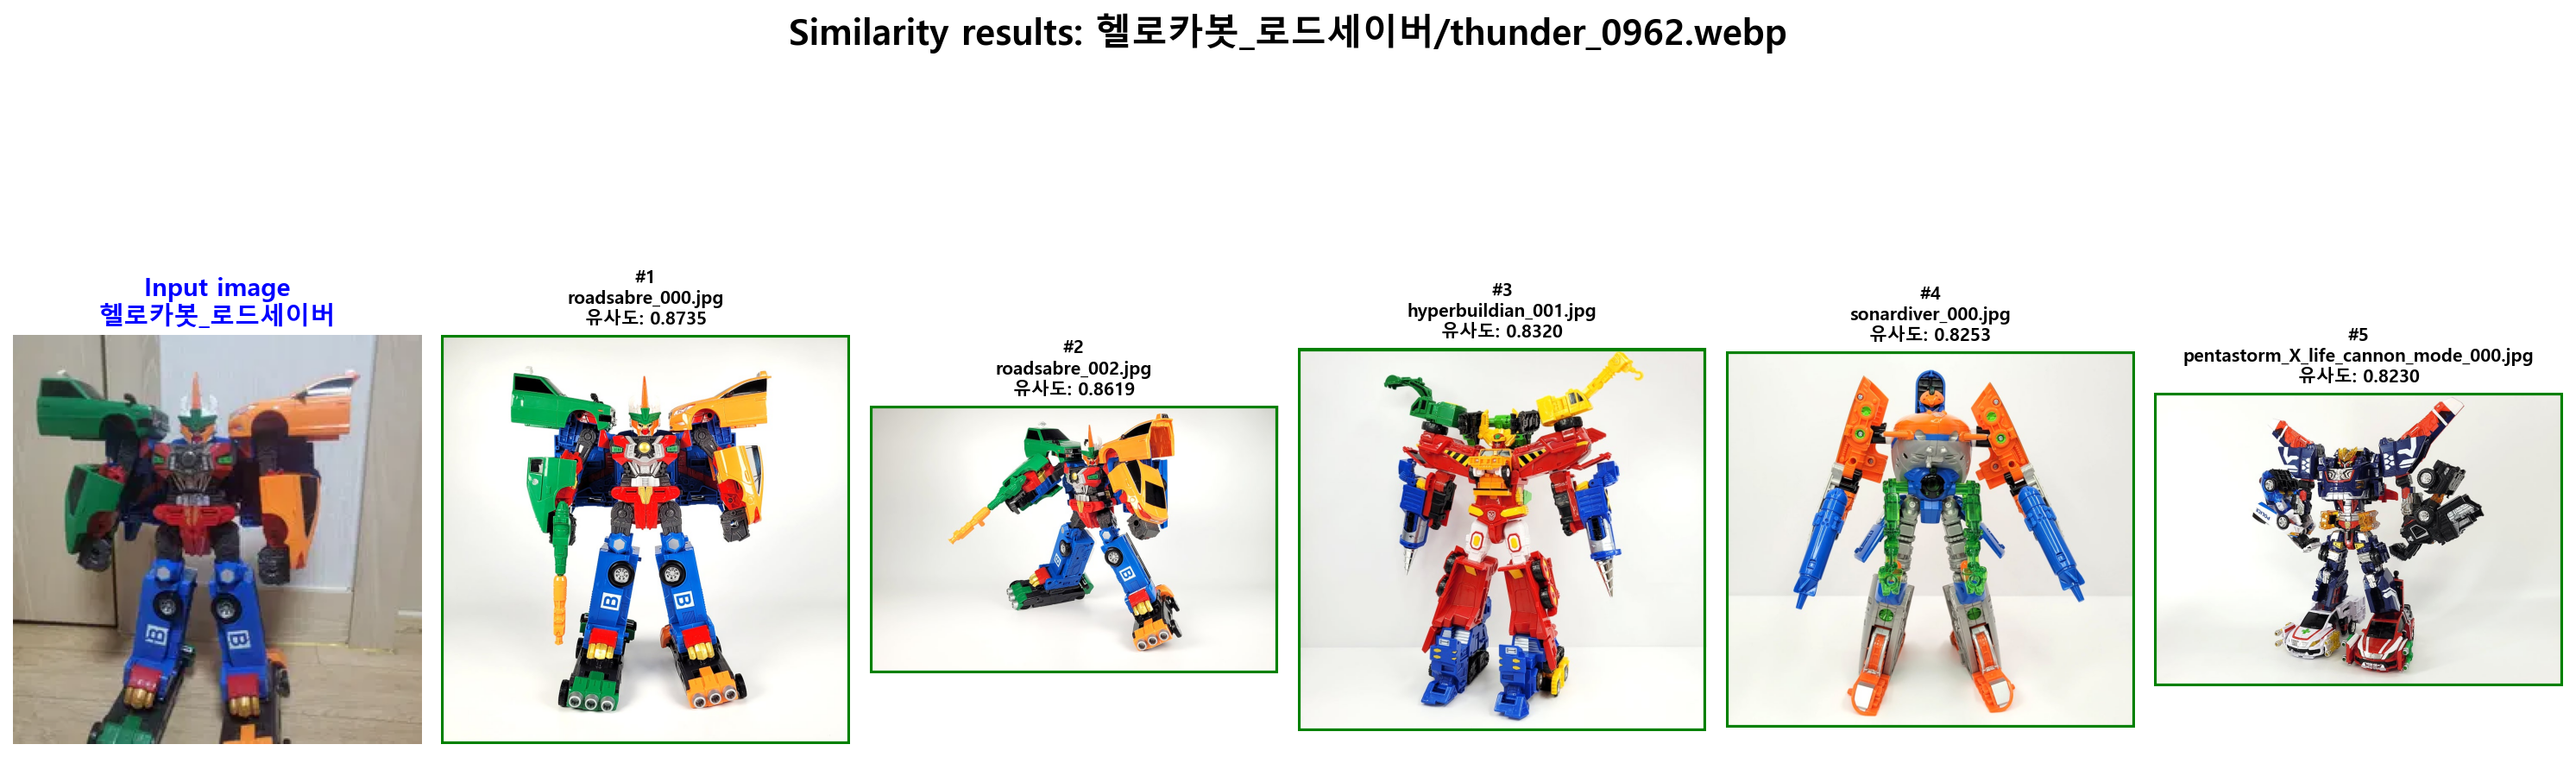 Similarity results: 헬로카봇_로드세이버/thunder_0962.webp
Input image
헬로카봇_로드세이버
#1
roadsabre_000.jpg
유사도: 0.8735
#2
roadsabre_002.jpg
유사도: 0.8619
#3
hyperbuildian_001.jpg
유사도: 0.8320
#4
sonardiver_000.jpg
유사도: 0.8253
#5
pentastorm_X_life_cannon_mode_000.jpg
유사도: 0.8230
B
B
B
B
B